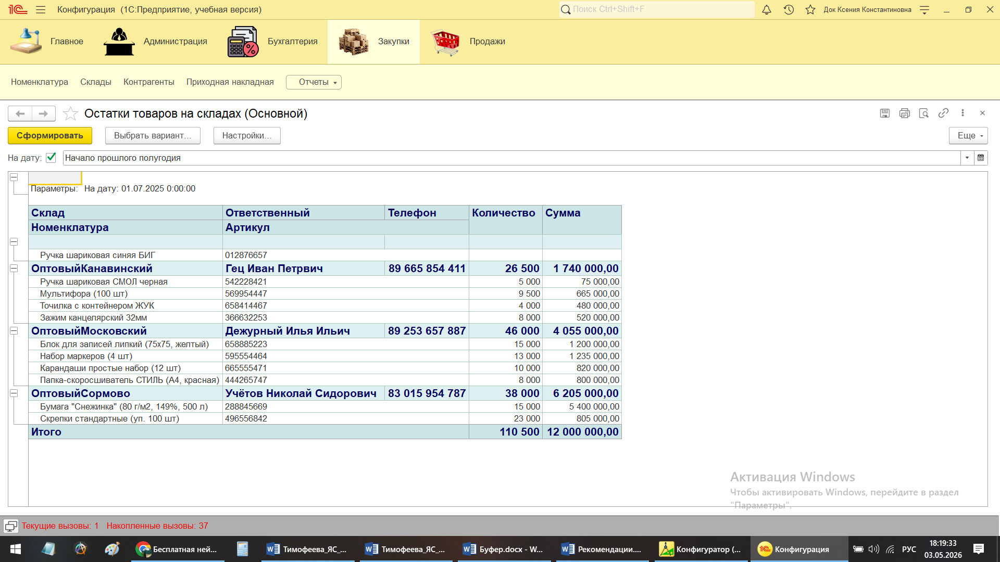 1С Конфигурация (1С:Предприятие, учебная версия) Поиск Ctrl+Shift+F Док Ксения Константиновна
Главное Администрация Бухгалтерия Закупки Продажи
Номенклатура Склады Контрагенты Приходная накладная Отчеты
Остатки товаров на складах (Основной)
Сформировать Выбрать вариант... Настройки... Еще
На дату: Начало прошлого полугодия
Параметры: На дату: 01.07.2025 0:00:00
Склад Ответственный Телефон Количество Сумма
Номенклатура Артикул
Ручка шариковая синяя БИГ 012876657
ОптовыйКанавинский Гец Иван Петрвич 89 665 854 411 26 500 1 740 000,00
Ручка шариковая СМОЛ черная 542228421 5 000 75 000,00
Мультифора (100 шт) 569954447 9 500 665 000,00
Точилка с контейнером ЖУК 658414467 4 000 480 000,00
Зажим канцелярский 32мм 366632253 8 000 520 000,00
ОптовыйМосковский Дежурный Илья Ильич 89 253 657 887 46 000 4 055 000,00
Блок для записей липкий (75х75, желтый) 658885223 15 000 1 200 000,00
Набор маркеров (4 шт) 595554464 13 000 1 235 000,00
Карандаши простые набор (12 шт) 665555471 10 000 820 000,00
Папка-скоросшиватель СТИЛЬ (А4, красная) 444265747 8 000 800 000,00
ОптовыйСормово Учётов Николай Сидорович 83 015 954 787 38 000 6 205 000,00
Бумага "Снежинка" (80 г/м2, 149%, 500 л) 288845669 15 000 5 400 000,00
Скрепки стандартные (уп. 100 шт) 496556842 23 000 805 000,00
Итого 110 500 12 000 000,00
Активация Windows
Чтобы активировать Windows, перейдите в раздел
"Параметры".
Текущие вызовы: 1 Накопленные вызовы: 37
Бесплатная ней... Тимофеева_ЯС_... Тимофеева_ЯС_... Буфер.docx - W... Рекомендации.... Конфигуратор (... Конфигурация РУС 18:19:33
03.05.2026